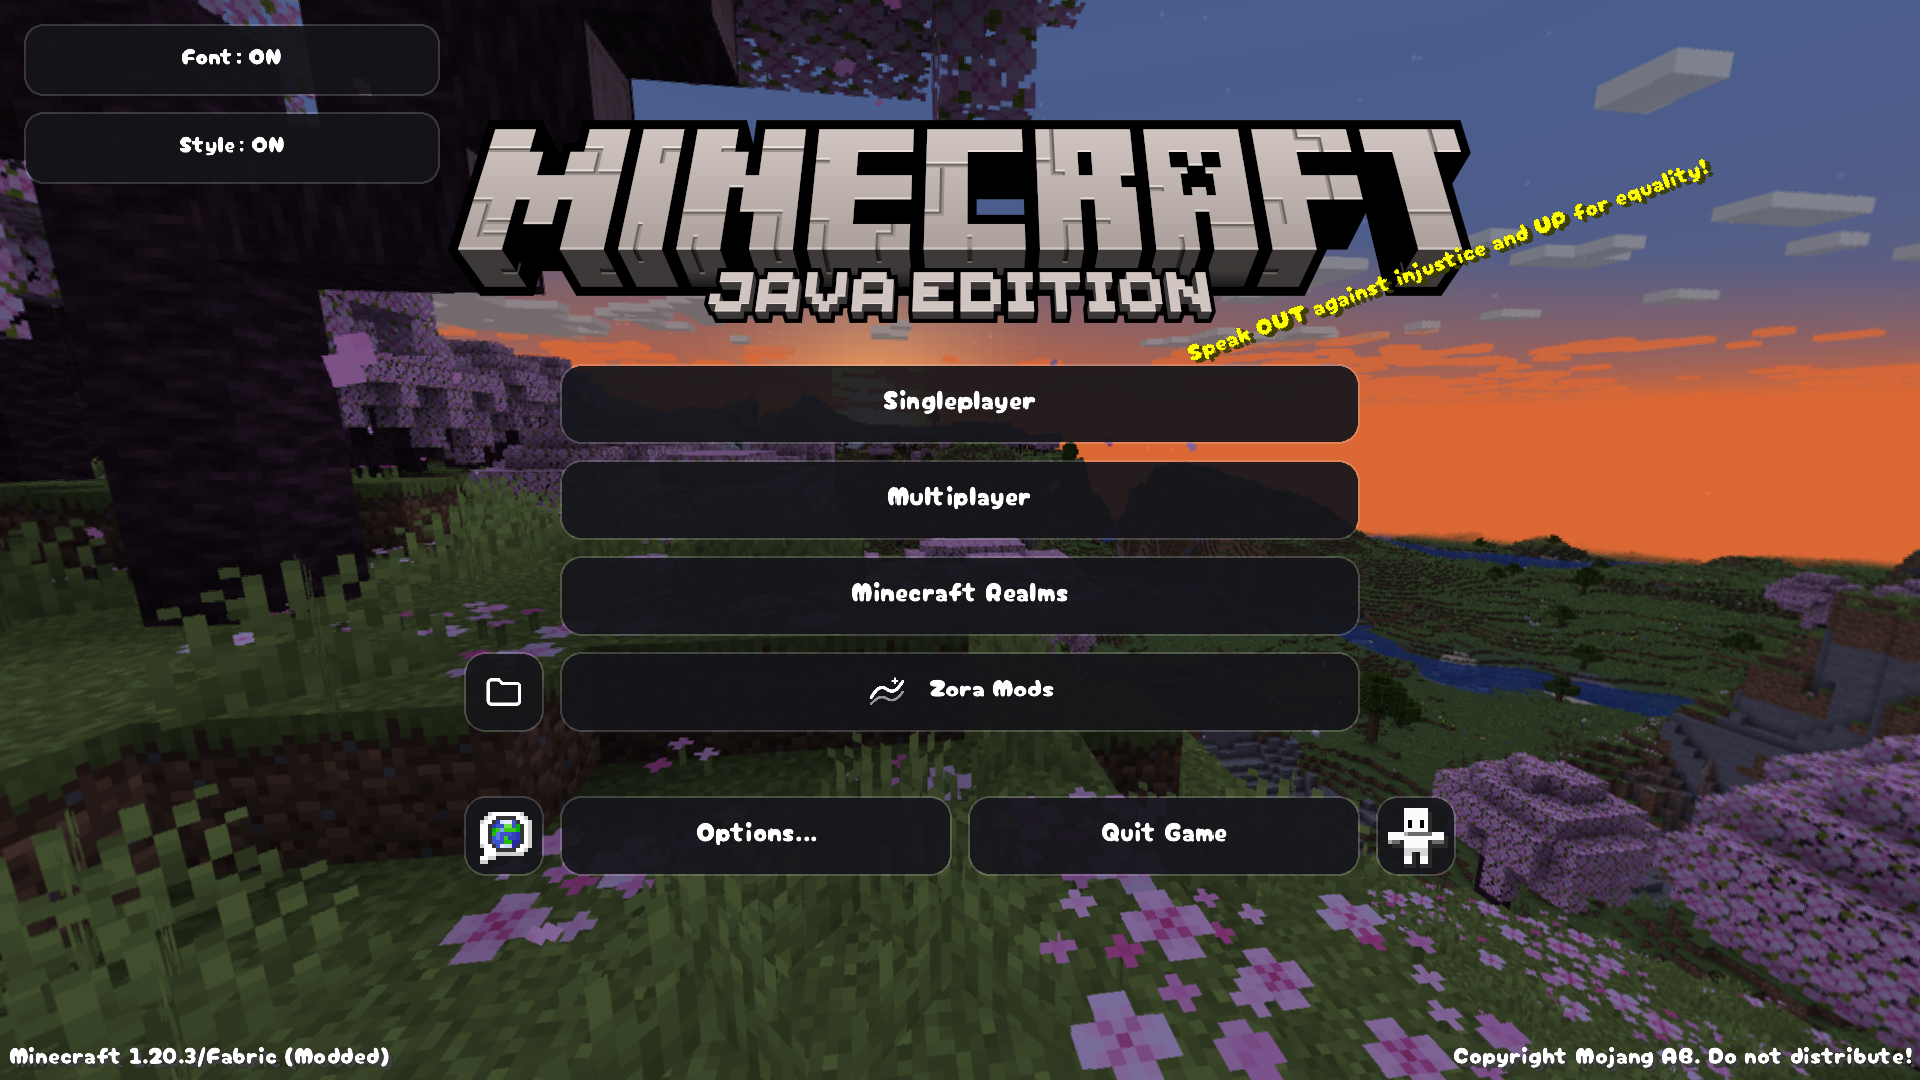 Font: ON
Style: ON
MINECRAFT
JAVA EDITION
Speak OUT against injustice and UP for equality!
Singleplayer
Multiplayer
Minecraft Realms
Zora Mods
Options...
Quit Game
Minecraft 1.20.3/Fabric (Modded)
Copyright Mojang AB. Do not distribute!